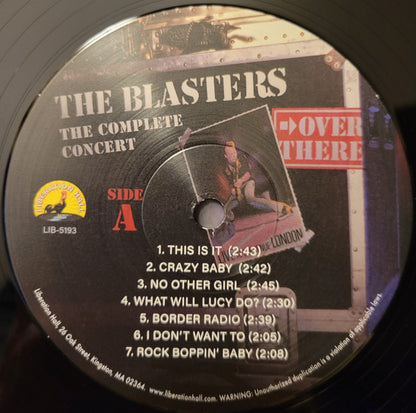 THE BLASTERS
THE COMPLETE
CONCERT
OVER
THERE
LIBERATION HALL
LIB-5193
SIDE
A
LONDON
1. THIS IS IT (2:43)
2. CRAZY BABY (2:42)
3. NO OTHER GIRL (2:45)
4. WHAT WILL LUCY DO? (2:30)
5. BORDER RADIO (2:39)
6. I DON'T WANT TO (2:05)
7. ROCK BOPPIN' BABY (2:08)
Liberation Hall, 26 Oak Street, Kingston, MA 02364. www.liberationhall.com. WARNING: Unauthorized duplication is a violation of applicable laws.